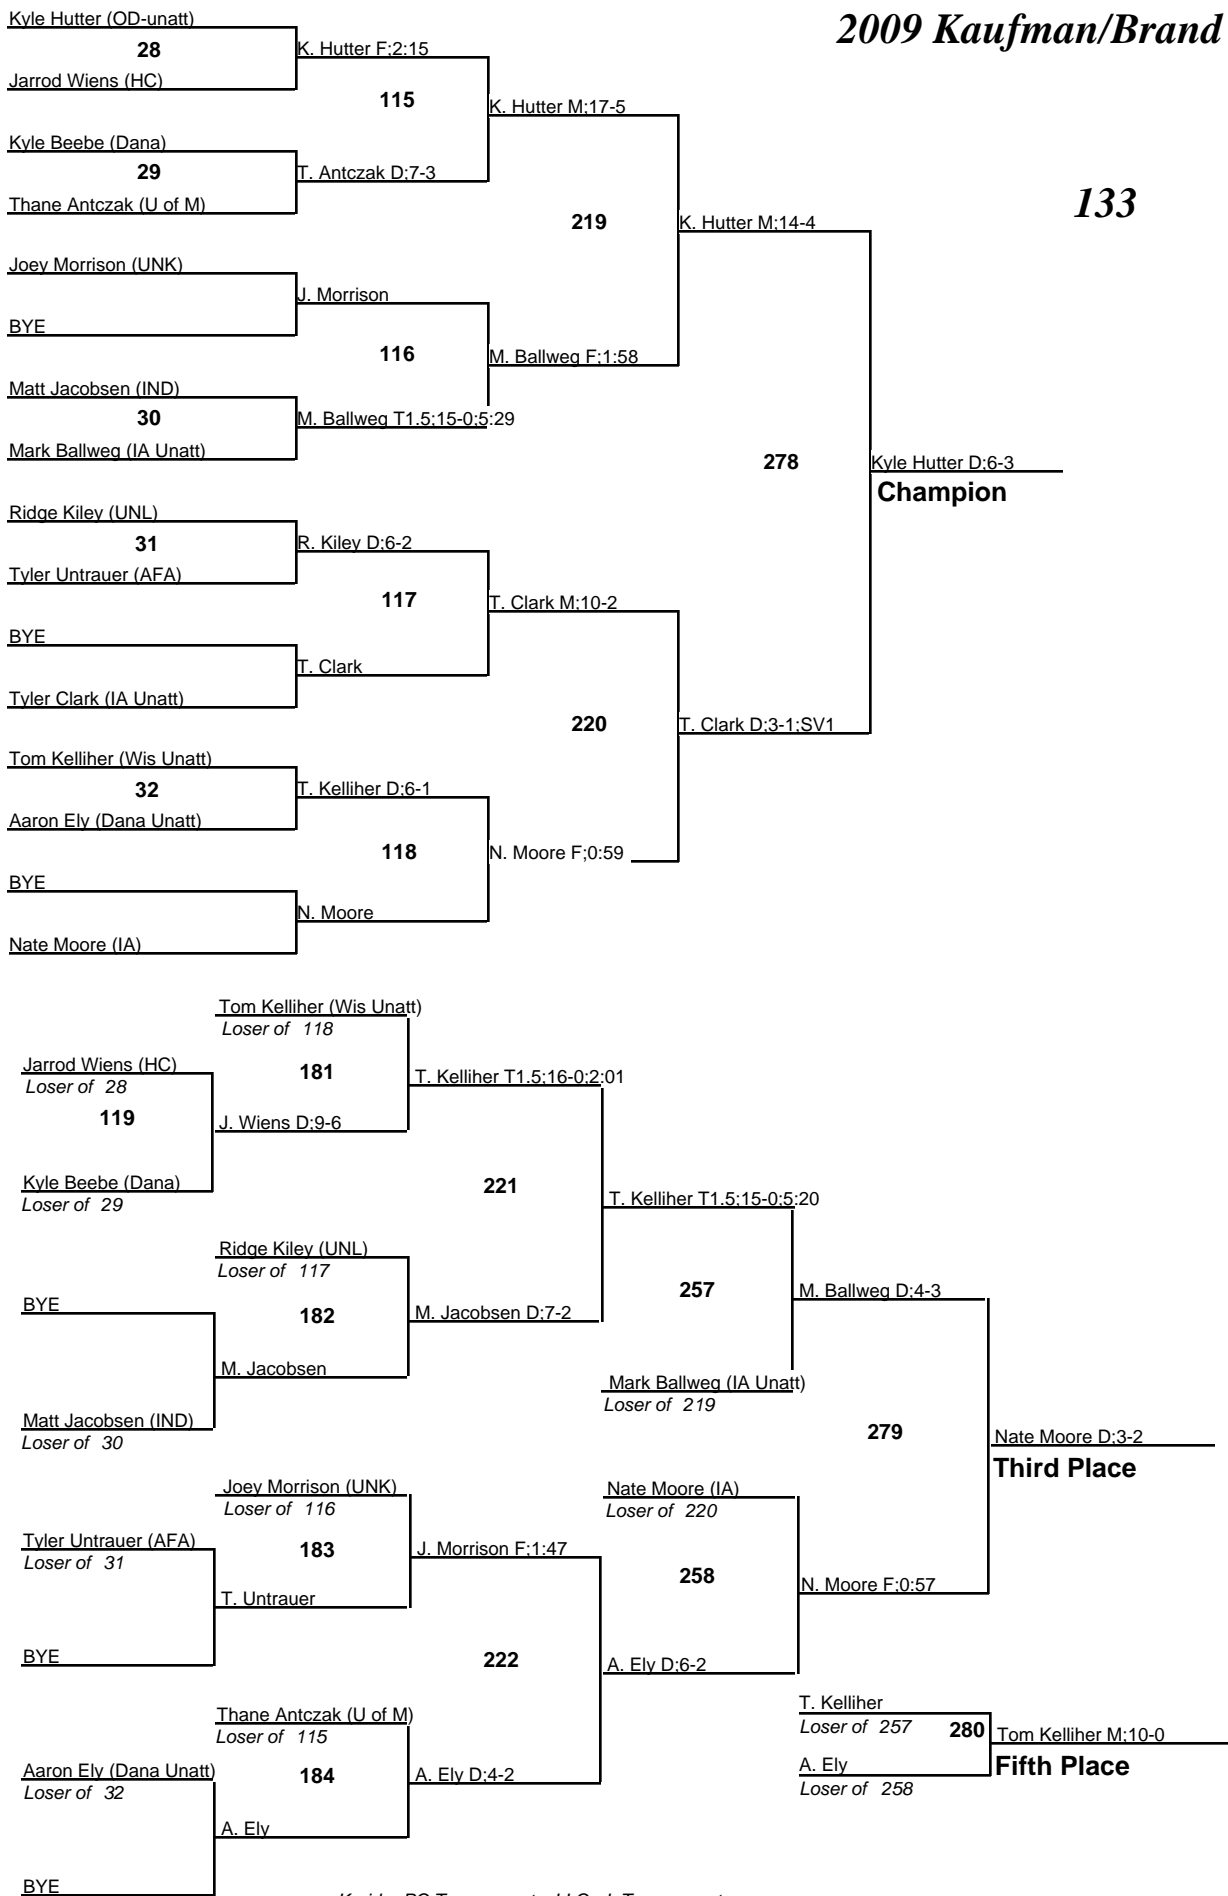 2009 Kaufman/Brand
133
Kyle Hutter (OD-unatt)
28
Jarrod Wiens (HC)
K. Hutter F;2:15
115
Kyle Beebe (Dana)
29
Thane Antczak (U of M)
T. Antczak D;7-3
K. Hutter M;17-5
219
Joey Morrison (UNK)
BYE
J. Morrison
116
Matt Jacobsen (IND)
30
Mark Ballweg (IA Unatt)
M. Ballweg T1.5;15-0;5:29
M. Ballweg F;1:58
K. Hutter M;14-4
278
Kyle Hutter D;6-3
Champion
Ridge Kiley (UNL)
31
Tyler Untrauer (AFA)
R. Kiley D;6-2
117
BYE
Tyler Clark (IA Unatt)
T. Clark
T. Clark M;10-2
220
T. Clark D;3-1;SV1
Tom Kelliher (Wis Unatt)
32
Aaron Ely (Dana Unatt)
T. Kelliher D;6-1
118
N. Moore F;0:59
BYE
Nate Moore (IA)
N. Moore
Tom Kelliher (Wis Unatt)
Loser of 118
Jarrod Wiens (HC)
Loser of 28
119
Kyle Beebe (Dana)
Loser of 29
181
J. Wiens D;9-6
T. Kelliher T1.5;16-0;2:01
221
Ridge Kiley (UNL)
Loser of 117
BYE
182
M. Jacobsen
Matt Jacobsen (IND)
Loser of 30
M. Jacobsen D;7-2
T. Kelliher T1.5;15-0;5:20
257
Mark Ballweg (IA Unatt)
Loser of 219
M. Ballweg D;4-3
279
Nate Moore D;3-2
Third Place
Joey Morrison (UNK)
Loser of 116
Tyler Untrauer (AFA)
Loser of 31
183
T. Untrauer
BYE
J. Morrison F;1:47
222
Nate Moore (IA)
Loser of 220
258
N. Moore F;0:57
A. Ely D;6-2
Thane Antczak (U of M)
Loser of 115
Aaron Ely (Dana Unatt)
Loser of 32
184
A. Ely
BYE
A. Ely D;4-2
T. Kelliher
Loser of 257
280
A. Ely
Loser of 258
Tom Kelliher M;10-0
Fifth Place